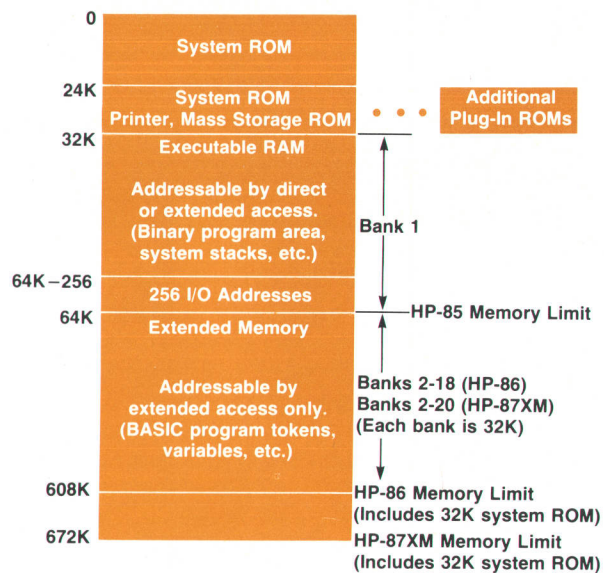 0
System ROM
24K
System ROM
Printer, Mass Storage ROM
• • •
Additional
Plug-In ROMs
32K
Executable RAM
Addressable by direct
or extended access.
(Binary program area,
system stacks, etc.)
Bank 1
64K−256
256 I/O Addresses
64K
HP-85 Memory Limit
Extended Memory
Addressable by
extended access only.
(BASIC program tokens,
variables, etc.)
Banks 2-18 (HP-86)
Banks 2-20 (HP-87XM)
(Each bank is 32K)
608K
HP-86 Memory Limit
(Includes 32K system ROM)
672K
HP-87XM Memory Limit
(Includes 32K system ROM)